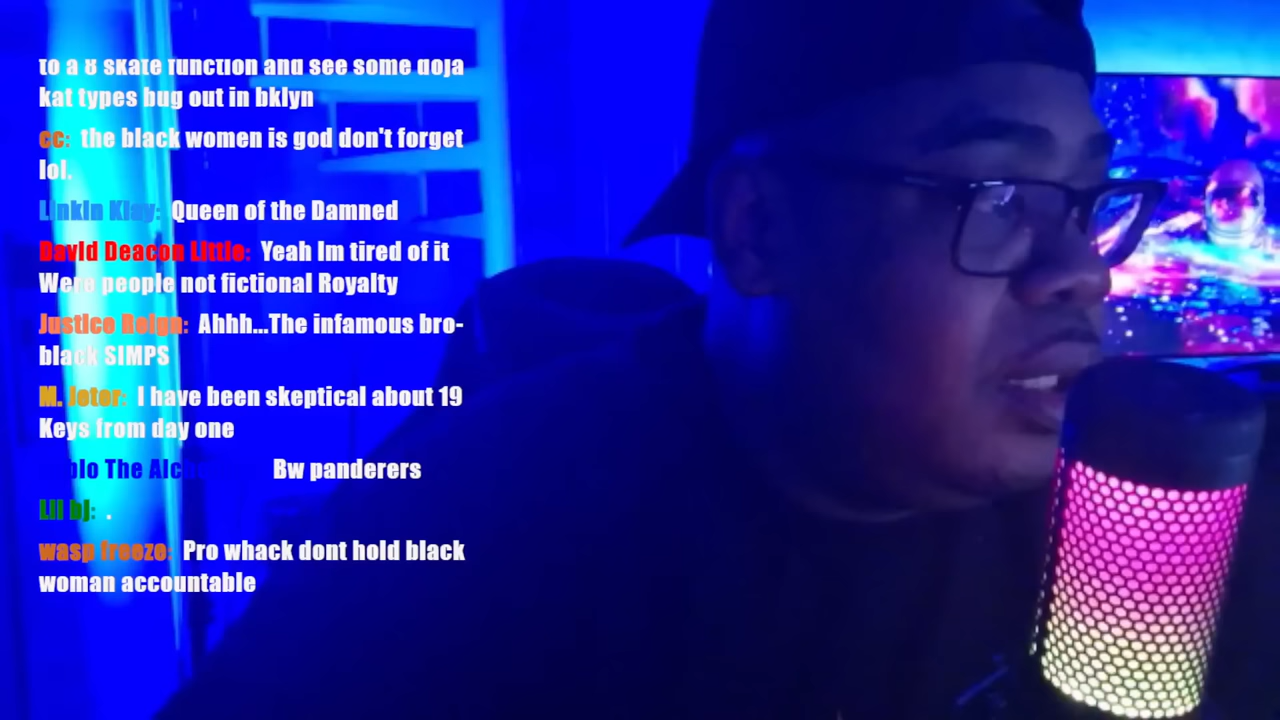 to a 8 skate function and see some doja
kat types bug out in bklyn
cc: the black women is god don't forget
lol.
Linkin Klay: Queen of the Damned
David Deacon Little: Yeah Im tired of it
Were people not fictional Royalty
Justice Reign: Ahhh...The infamous bro-
black SIMPS
M. Jeter: I have been skeptical about 19
Keys from day one
The Bw panderers
Lil bj: .
wasp freeze: Pro whack dont hold black
woman accountable